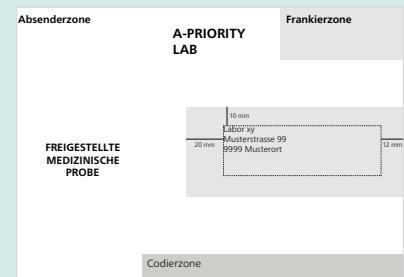 Absenderzone
A-PRIORITY
LAB
Frankierzone
10 mm
Labor xy
Musterstrasse 99
9999 Musterort
20 mm
12 mm
FREIGESTELLTE
MEDIZINISCHE
PROBE
Codierzone